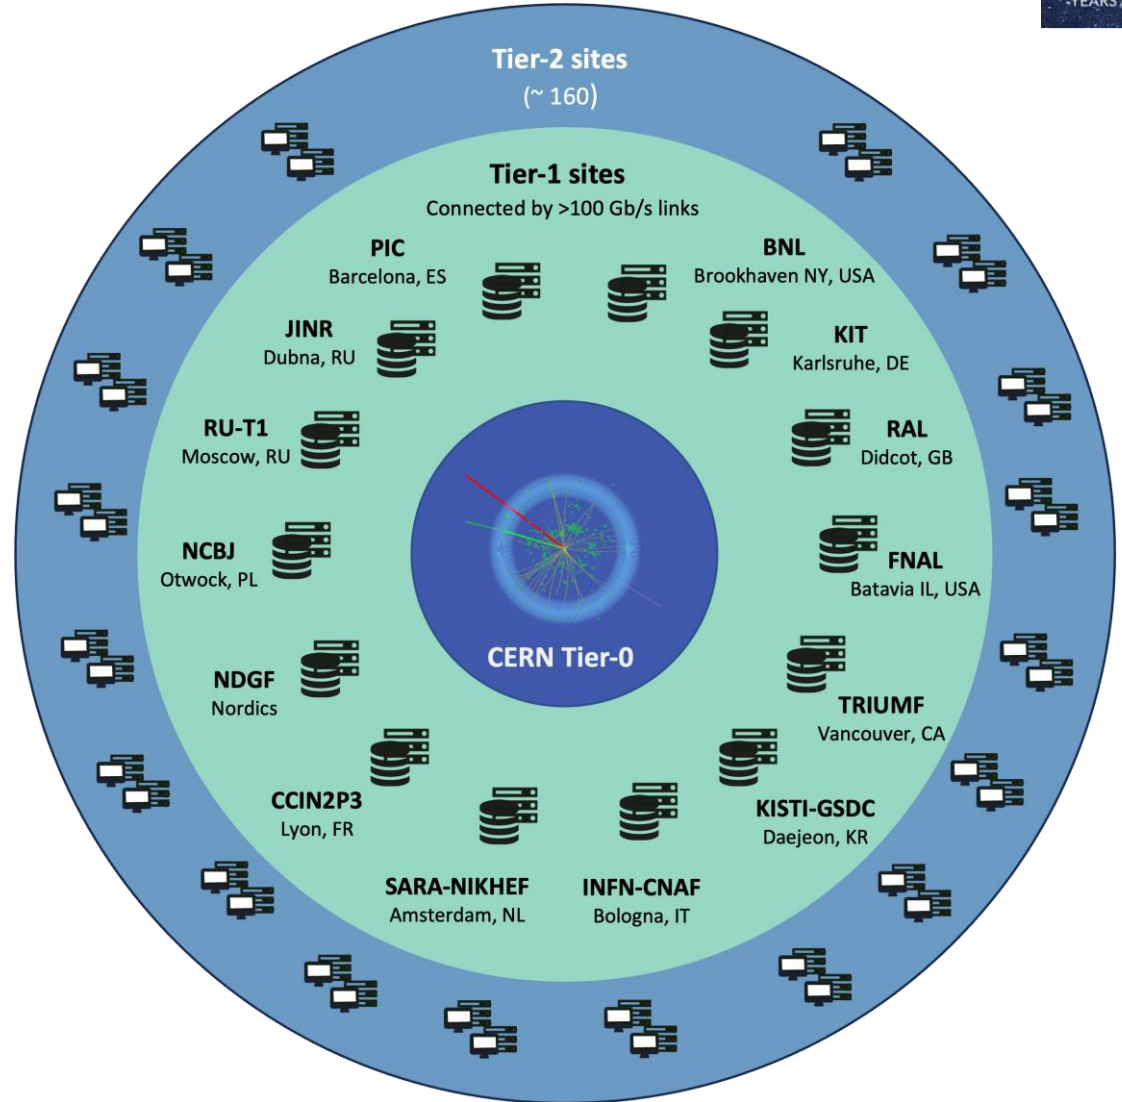 -YEARS
Tier-2 sites
(~ 160)
Tier-1 sites
Connected by >100 Gb/s links
PIC
Barcelona, ES
BNL
Brookhaven NY, USA
JINR
Dubna, RU
KIT
Karlsruhe, DE
RU-T1
Moscow, RU
RAL
Didcot, GB
NCBJ
Otwock, PL
FNAL
Batavia IL, USA
CERN Tier-0
NDGF
Nordics
TRIUMF
Vancouver, CA
CCIN2P3
Lyon, FR
KISTI-GSDC
Daejeon, KR
SARA-NIKHEF
Amsterdam, NL
INFN-CNAF
Bologna, IT